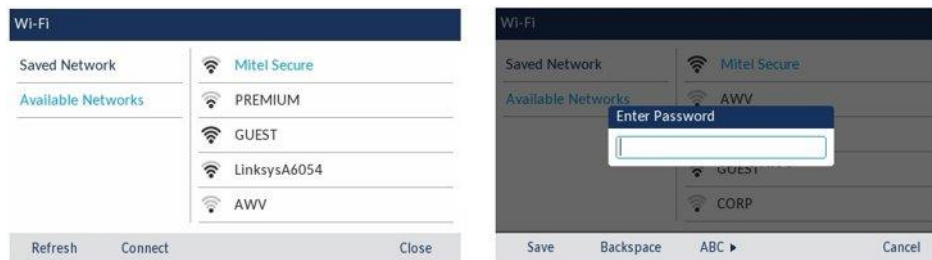 Wi-Fi
Saved Network
Mitel Secure
Available Networks
PREMIUM
GUEST
LinksysA6054
AWV
Refresh Connect Close
Wi-Fi
Saved Network
Mitel Secure
Available Networks
AWV
Enter Password
GUEST
CORP
Save Backspace ABC ▸ Cancel